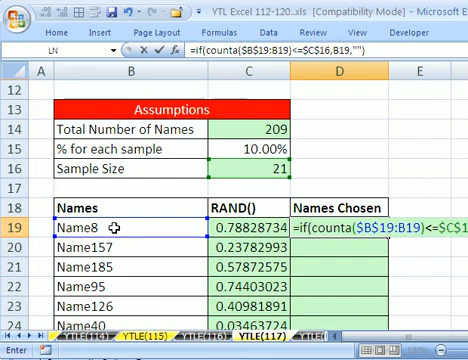 YTL Excel 112-120..xls [Compatibility Mode] - Microsoft E
Home Insert Page Layout Formulas Data Review View Developer
LN =if(counta($B$19:B19)<=$C$16,B19,"")
A B C D E
12
13 Assumptions
14 Total Number of Names 209
15 % for each sample 10.00%
16 Sample Size 21
17
18 Names RAND() Names Chosen
19 Name8 0.78828734 =if(counta($B$19:B19)<=$C$1
20 Name157 0.23782993
21 Name185 0.57872575
22 Name95 0.74403023
23 Name126 0.40981891
24 Name40 0.03463724
YTLE(114) YTLE(115) YTLE(116) YTLE(117)
Enter